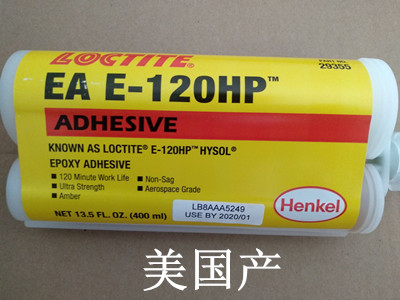 LOCTITE
PART NO.
29355
EA E-120HP™
ADHESIVE
KNOWN AS LOCTITE® E-120HP™ HYSOL®
EPOXY ADHESIVE
▪ 120 Minute Work Life
▪ Ultra Strength
▪ Amber
▪ Non-Sag
▪ Aerospace Grade
NET 13.5 FL. OZ. (400 ml)
LB8AAA5249
USE BY 2020/01
Henkel
美国产